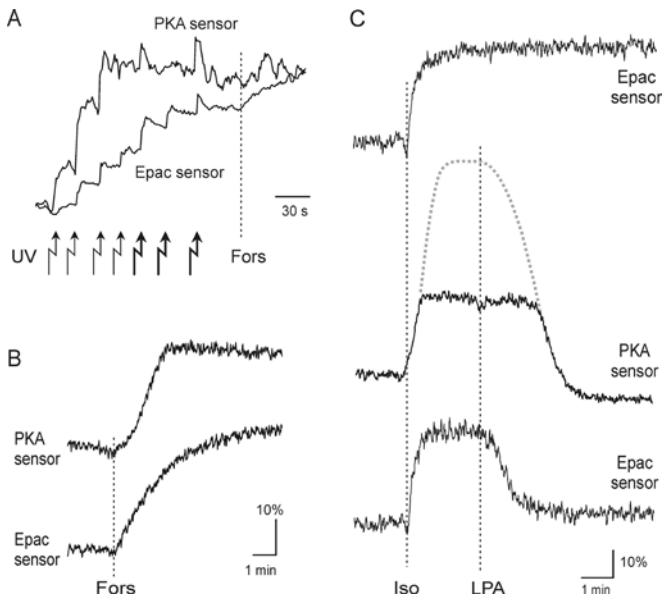 A
PKA sensor
Epac sensor
30 s
UV
Fors
B
PKA
sensor
Epac
sensor
10%
1 min
Fors
C
Epac
sensor
PKA
sensor
Epac
sensor
10%
1 min
Iso
LPA